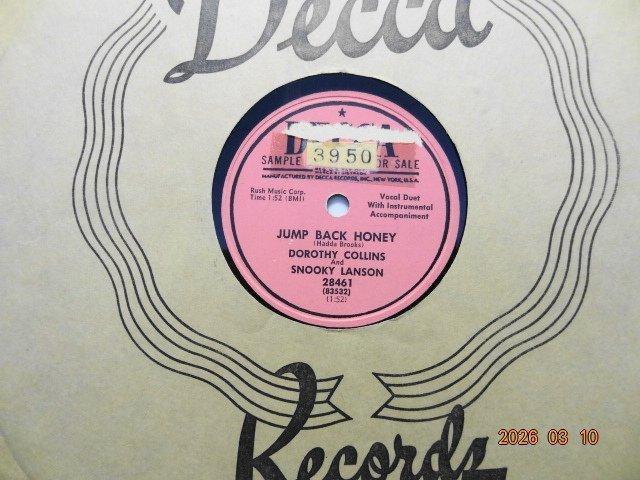 Decca
DECCA
SAMPLE
FOR SALE
3950
MANUFACTURED BY DECCA RECORDS, INC., NEW YORK, U.S.A.
Rush Music Corp.
Time 1:52 (BMI)
Vocal Duet
With Instrumental
Accompaniment
JUMP BACK HONEY
(Hadda Brooks)
DOROTHY COLLINS
And
SNOOKY LANSON
28461
(83532)
(1:52)
Records
2026 03 10